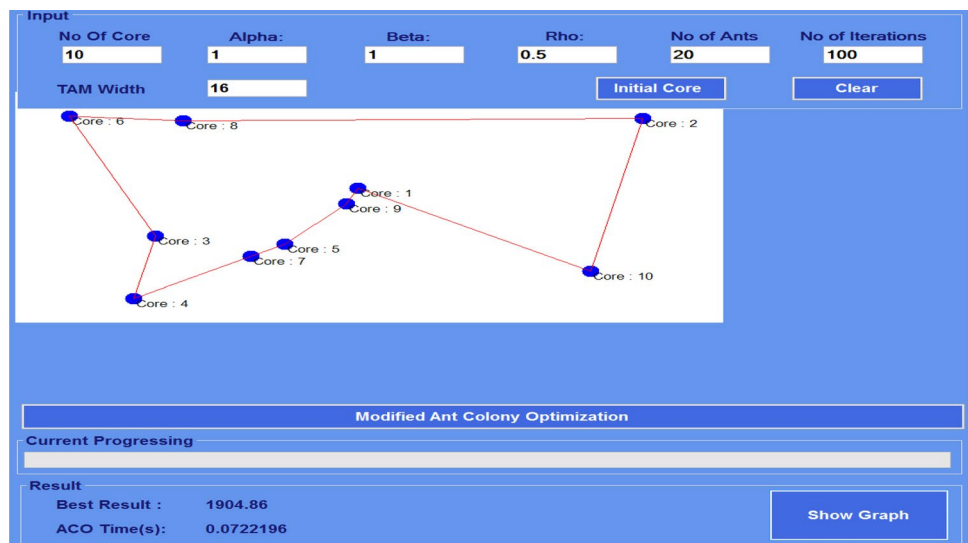 Input
No Of Core Alpha: Beta: Rho: No of Ants No of Iterations
10 1 1 0.5 20 100
TAM Width 16 Initial Core Clear
Core : 6 Core : 8 Core : 2
Core : 1
Core : 9
Core : 3
Core : 5
Core : 7
Core : 10
Core : 4
Modified Ant Colony Optimization
Current Progressing
Result
Best Result : 1904.86
Show Graph
ACO Time(s): 0.0722196